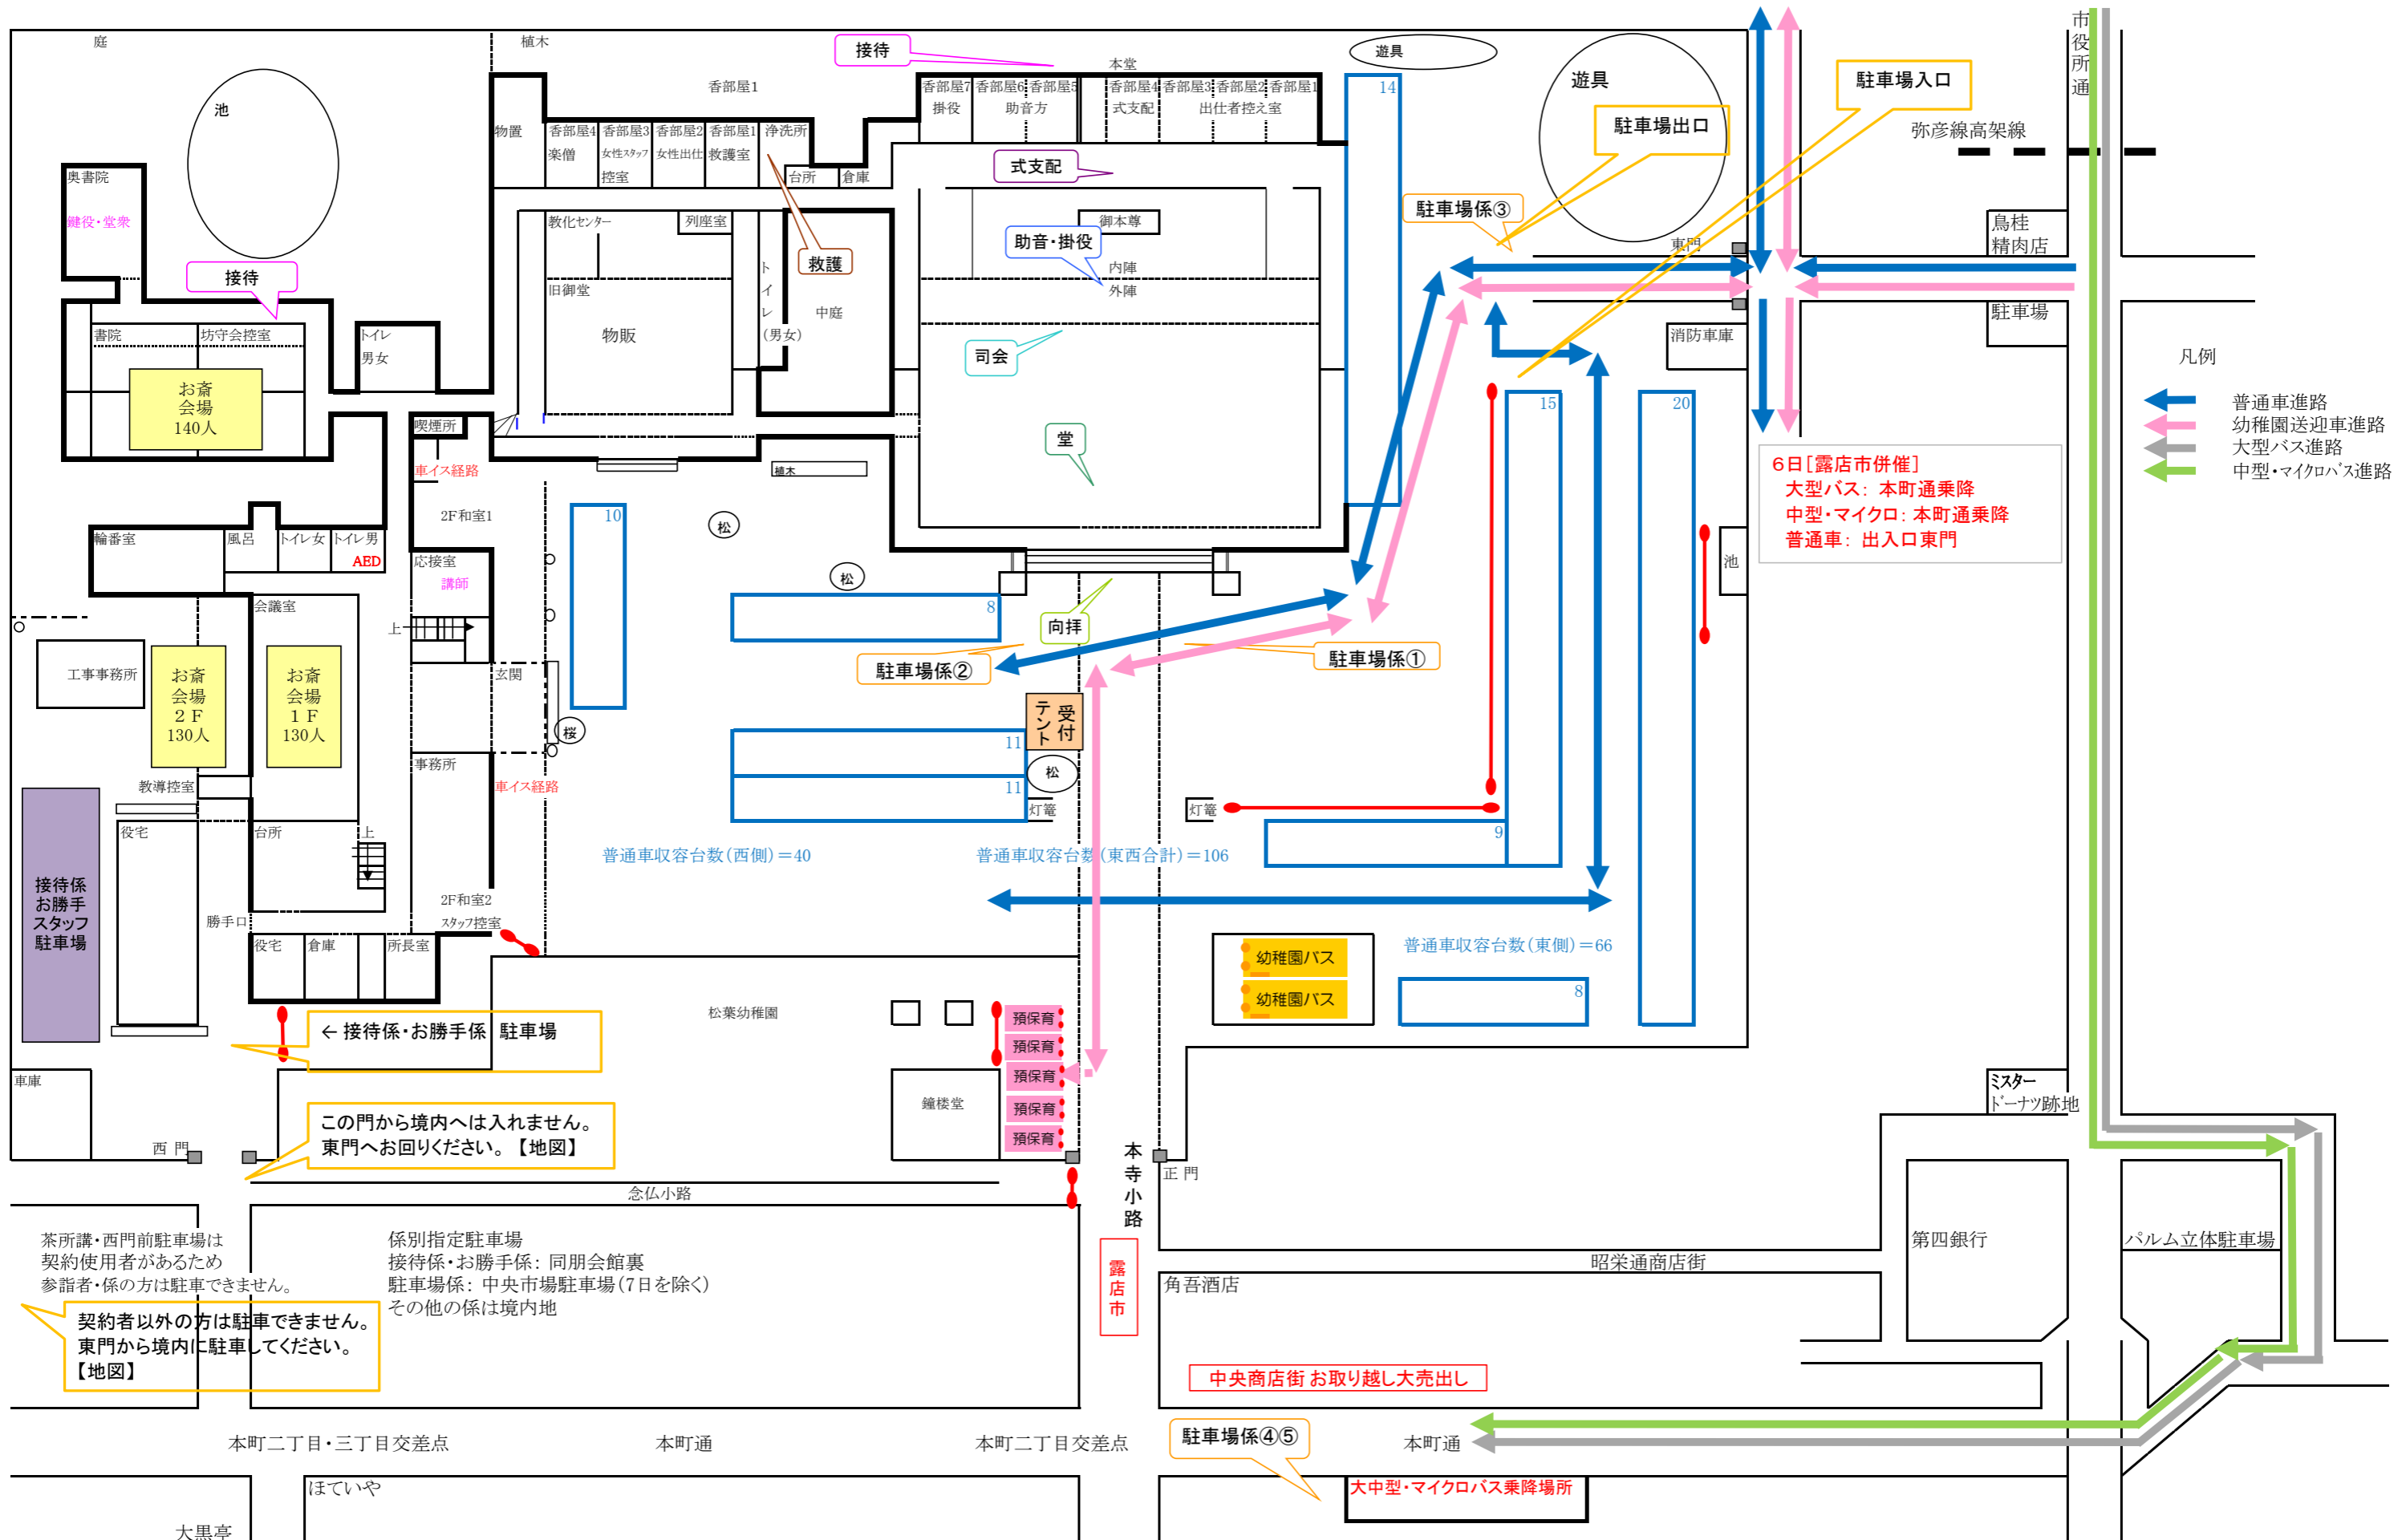 庭
植木
接待
本堂
遊具
遊具
市役所通
駐車場入口
香部屋1
香部屋7
香部屋6
香部屋5
香部屋4
香部屋3
香部屋2
香部屋1
掛役
助音方
式支配
出仕者控え室
14
駐車場出口
弥彦線高架線
池
物置
香部屋4
香部屋3
香部屋2
香部屋1
浄洗所
楽僧
女性スタッフ
控室
女性出仕
救護室
台所
倉庫
式支配
奥書院
鍵役・堂衆
教化センター
列座室
御本尊
駐車場係③
鳥桂
精肉店
東門
助音・掛役
救護
接待
トイレ
(男女)
中庭
内陣
外陣
旧御堂
物販
書院
坊守会控室
トイレ
男女
司会
消防車庫
駐車場
凡例
普通車進路
幼稚園送迎車進路
大型バス進路
中型・マイクロバス進路
お斎
会場
140人
喫煙所
15
20
堂
車イス経路
植木
6日[露店市併催]
大型バス: 本町通乗降
中型・マイクロ: 本町通乗降
普通車: 出入口東門
2F和室1
10
松
輪番室
風呂
トイレ女
トイレ男
AED
応接室
講師
池
松
8
会議室
上
向拝
駐車場係②
駐車場係①
工事事務所
お斎
会場
2F
130人
お斎
会場
1F
130人
玄関
受付
テント
桜
11
事務所
松
教導控室
車イス経路
11
灯篭
灯篭
役宅
台所
上
9
普通車収容台数(西側)=40
普通車収容台数(東西合計)=106
接待係
お勝手
スタッフ
駐車場
2F和室2
スタッフ控室
勝手口
役宅
倉庫
所長室
普通車収容台数(東側)=66
幼稚園バス
幼稚園バス
8
松葉幼稚園
預保育
預保育
預保育
預保育
預保育
←接待係・お勝手係 駐車場
車庫
鐘楼堂
ミスター
ドーナツ跡地
この門から境内へは入れません。
東門へお回りください。【地図】
西門
本寺小路
正門
念仏小路
茶所講・西門前駐車場は
契約使用者があるため
参詣者・係の方は駐車できません。
係別指定駐車場
接待係・お勝手係: 同朋会館裏
駐車場係: 中央市場駐車場(7日を除く)
その他の係は境内地
第四銀行
パルム立体駐車場
昭栄通商店街
露店市
角吾酒店
契約者以外の方は駐車できません。
東門から境内に駐車してください。
【地図】
中央商店街 お取り越し大売出し
本町二丁目・三丁目交差点
本町通
本町二丁目交差点
駐車場係④⑤
本町通
ほていや
大中型・マイクロバス乗降場所
大黒亭